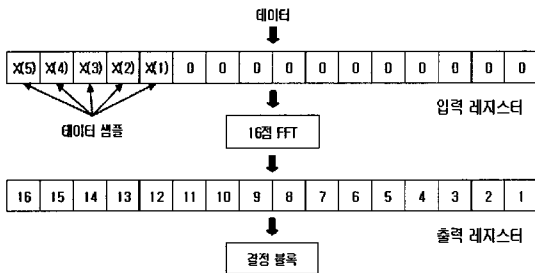 데이터
X(5) X(4) X(3) X(2) X(1) 0 0 0 0 0 0 0 0 0 0 0
데이터 샘플
입력 레지스터
16점 FFT
16 15 14 13 12 11 10 9 8 7 6 5 4 3 2 1
출력 레지스터
결정 블록